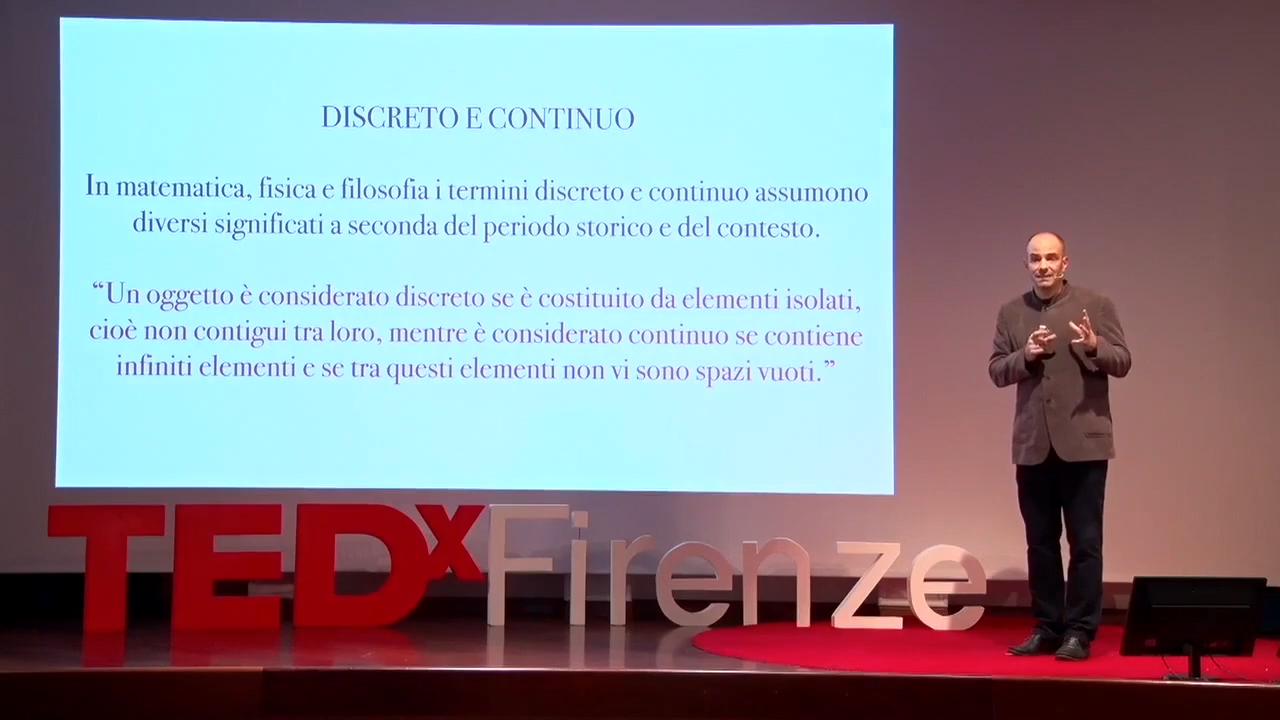 DISCRETO E CONTINUO
In matematica, fisica e filosofia i termini discreto e continuo assumono
diversi significati a seconda del periodo storico e del contesto.
“Un oggetto è considerato discreto se è costituito da elementi isolati,
cioè non contigui tra loro, mentre è considerato continuo se contiene
infiniti elementi e se tra questi elementi non vi sono spazi vuoti.”
TEDxFirenze